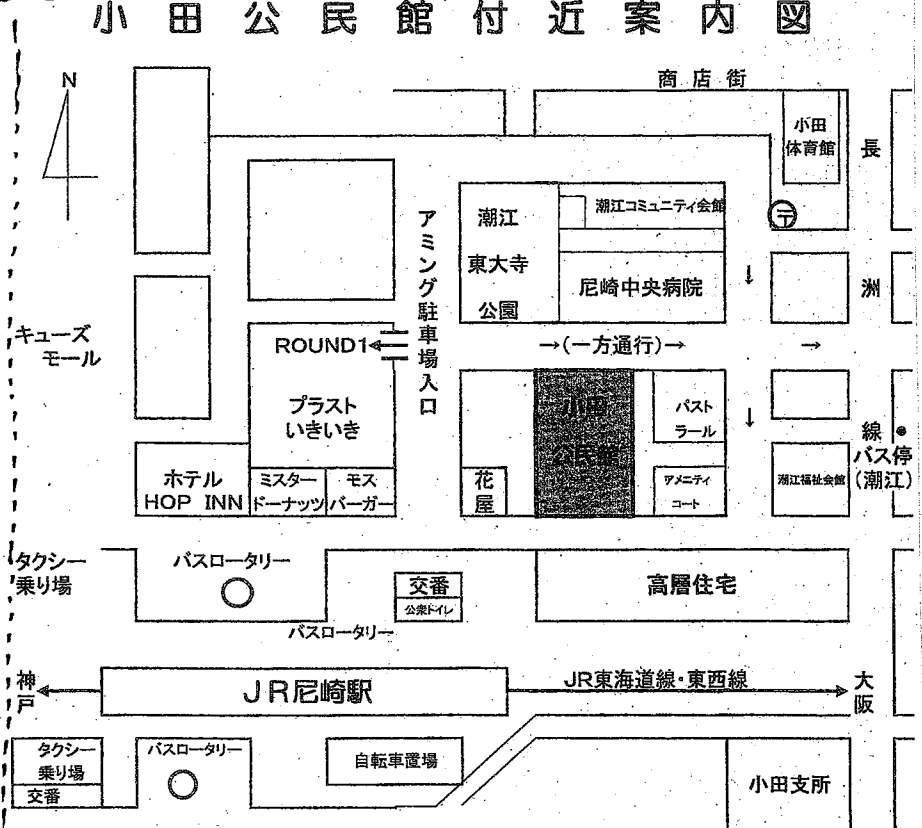 小田公民館付近案内図
N
商店街
小田
体育館
長
洲
線
バス停
(潮江)
〒
潮江
東大寺
公園
潮江コミュニティ会館
尼崎中央病院
アミング駐車場入口
キューズ
モール
ROUND1
プラスト
いきいき
→(一方通行)→
→
↓
↓
小田
公民館
パスト
ラール
アメニティ
コート
花屋
潮江福祉会館
ホテル
HOP INN
ミスター
ドーナッツ
モス
バーガー
タクシー
乗り場
バスロータリー
交番
公衆トイレ
高層住宅
バスロータリー
神戸
JR尼崎駅
JR東海道線・東西線
大阪
タクシー
乗り場
交番
バスロータリー
自転車置場
小田支所